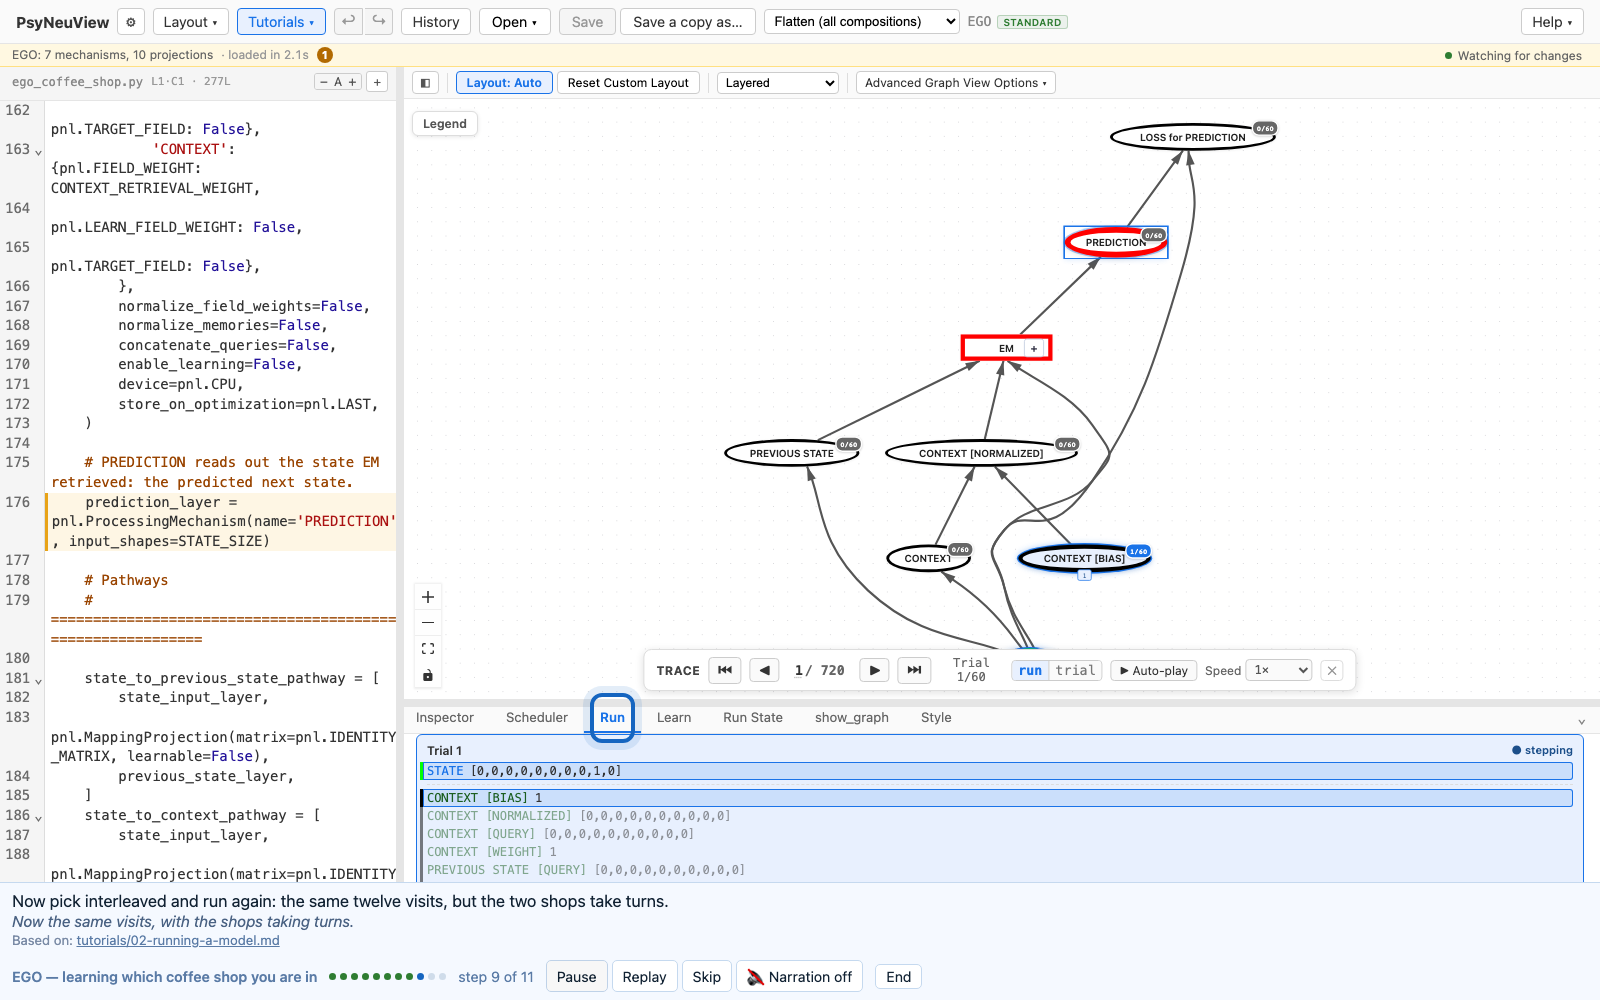 PsyNeuView
Layout ▾
Tutorials ▾
History
Open ▾
Save
Save a copy as...
Flatten (all compositions)
EGO STANDARD
Help ▾
EGO: 7 mechanisms, 10 projections · loaded in 2.1s 1
Watching for changes
ego_coffee_shop.py L1:C1 · 277L
− A +
+
Layout: Auto
Reset Custom Layout
Layered
Advanced Graph View Options ▾
Legend
162
pnl.TARGET_FIELD: False},
163 'CONTEXT':
{pnl.FIELD_WEIGHT:
CONTEXT_RETRIEVAL_WEIGHT,
164
pnl.LEARN_FIELD_WEIGHT: False,
165
pnl.TARGET_FIELD: False},
166 },
167 normalize_field_weights=False,
168 normalize_memories=False,
169 concatenate_queries=False,
170 enable_learning=False,
171 device=pnl.CPU,
172 store_on_optimization=pnl.LAST,
173 )
174
175 # PREDICTION reads out the state EM
retrieved: the predicted next state.
176 prediction_layer =
pnl.ProcessingMechanism(name='PREDICTION'
, input_shapes=STATE_SIZE)
177
178 # Pathways
179 #
=========================================
==================
180
181 state_to_previous_state_pathway = [
182 state_input_layer,
183
pnl.MappingProjection(matrix=pnl.IDENTITY
_MATRIX, learnable=False),
184 previous_state_layer,
185 ]
186 state_to_context_pathway = [
187 state_input_layer,
188
pnl.MappingProjection(matrix=pnl.IDENTITY
LOSS for PREDICTION 0/60
PREDICTION 0/60
EM +
PREVIOUS STATE 0/60
CONTEXT [NORMALIZED] 0/60
CONTEXT 0/60
CONTEXT [BIAS] 1/60
1
TRACE
1/ 720
Trial
1/60
run trial
Auto-play
Speed 1×
Inspector
Scheduler
Run
Learn
Run State
show_graph
Style
Trial 1
stepping
STATE [0,0,0,0,0,0,0,0,1,0]
CONTEXT [BIAS] 1
CONTEXT [NORMALIZED] [0,0,0,0,0,0,0,0,0,0]
CONTEXT [QUERY] [0,0,0,0,0,0,0,0,0,0]
CONTEXT [WEIGHT] 1
PREVIOUS STATE [QUERY] [0,0,0,0,0,0,0,0,0,0]
Now pick interleaved and run again: the same twelve visits, but the two shops take turns.
Now the same visits, with the shops taking turns.
Based on: tutorials/02-running-a-model.md
EGO — learning which coffee shop you are in
step 9 of 11
Pause
Replay
Skip
Narration off
End